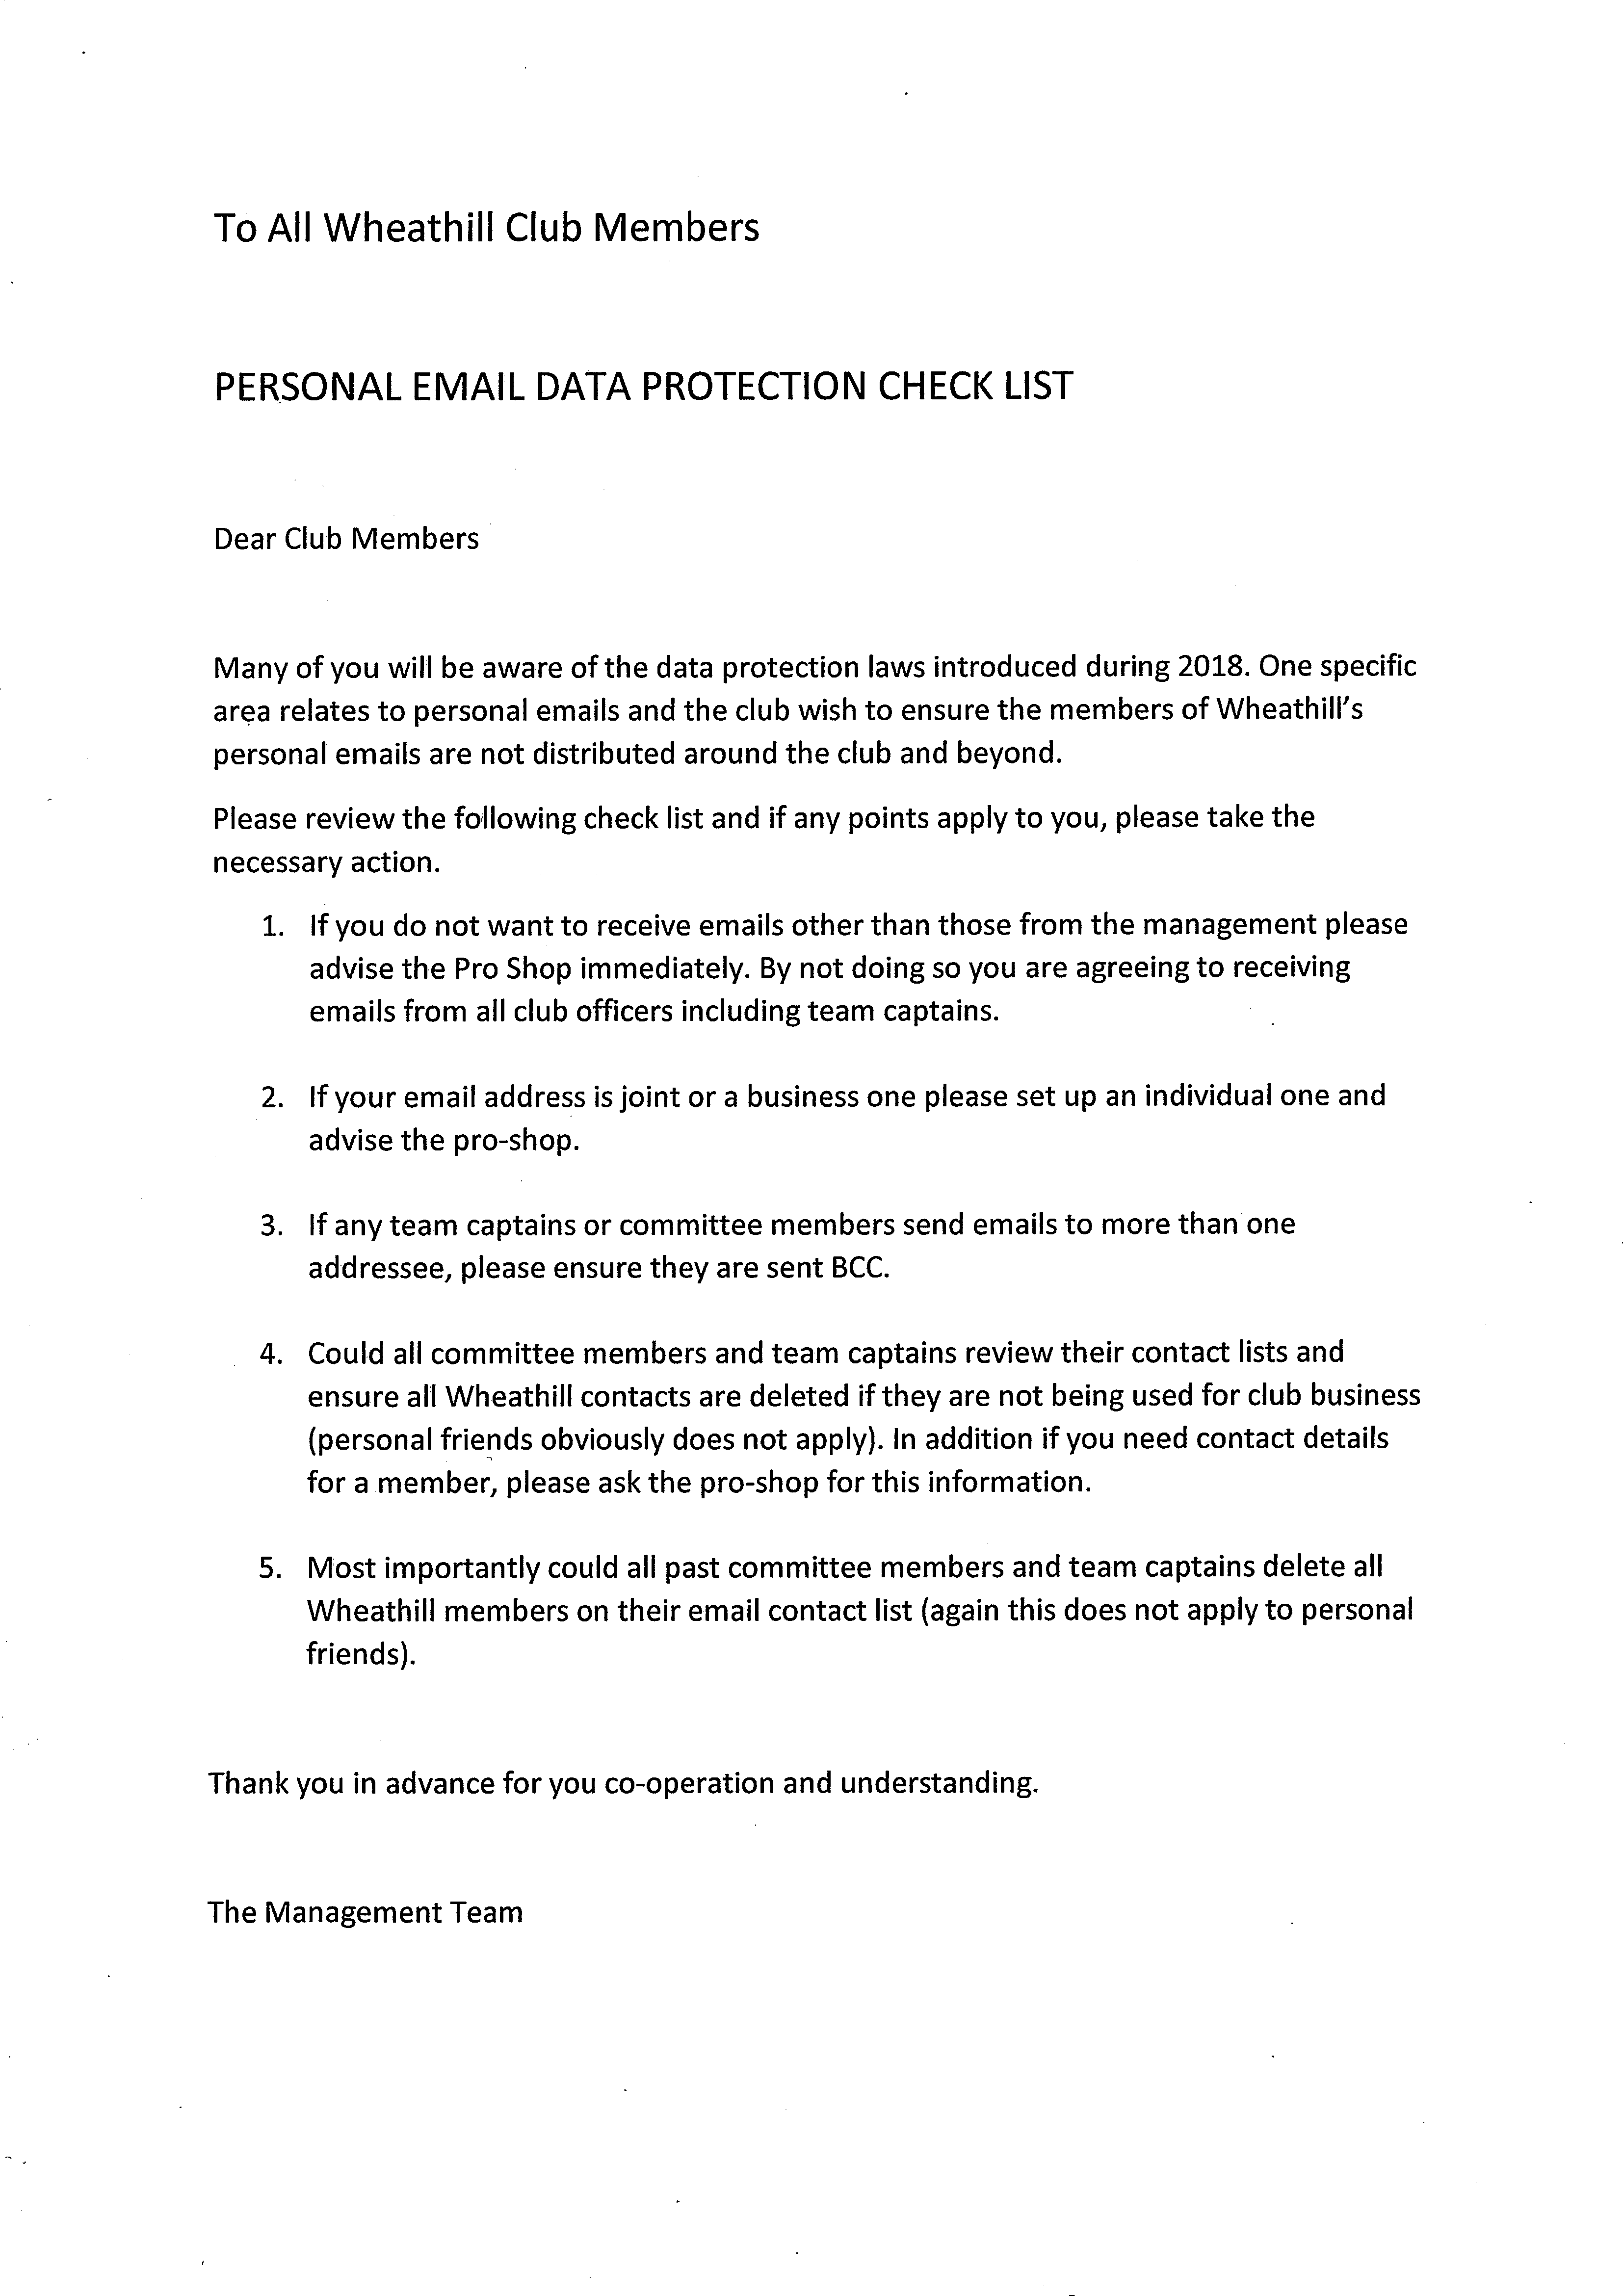 To All Wheathill Club Members
PERSONAL EMAIL DATA PROTECTION CHECK LIST
Dear Club Members
Many of you will be aware of the data protection laws introduced during 2018. One specific
area relates to personal emails and the club wish to ensure the members of Wheathill's
personal emails are not distributed around the club and beyond.
Please review the following check list and if any points apply to you, please take the
necessary action.
1. If you do not want to receive emails other than those from the management please
advise the Pro Shop immediately. By not doing so you are agreeing to receiving
emails from all club officers including team captains.
2. If your email address is joint or a business one please set up an individual one and
advise the pro-shop.
3. If any team captains or committee members send emails to more than one
addressee, please ensure they are sent BCC.
4. Could all committee members and team captains review their contact lists and
ensure all Wheathill contacts are deleted if they are not being used for club business
(personal friends obviously does not apply). In addition if you need contact details
for a member, please ask the pro-shop for this information.
5. Most importantly could all past committee members and team captains delete all
Wheathill members on their email contact list (again this does not apply to personal
friends).
Thank you in advance for you co-operation and understanding.
The Management Team